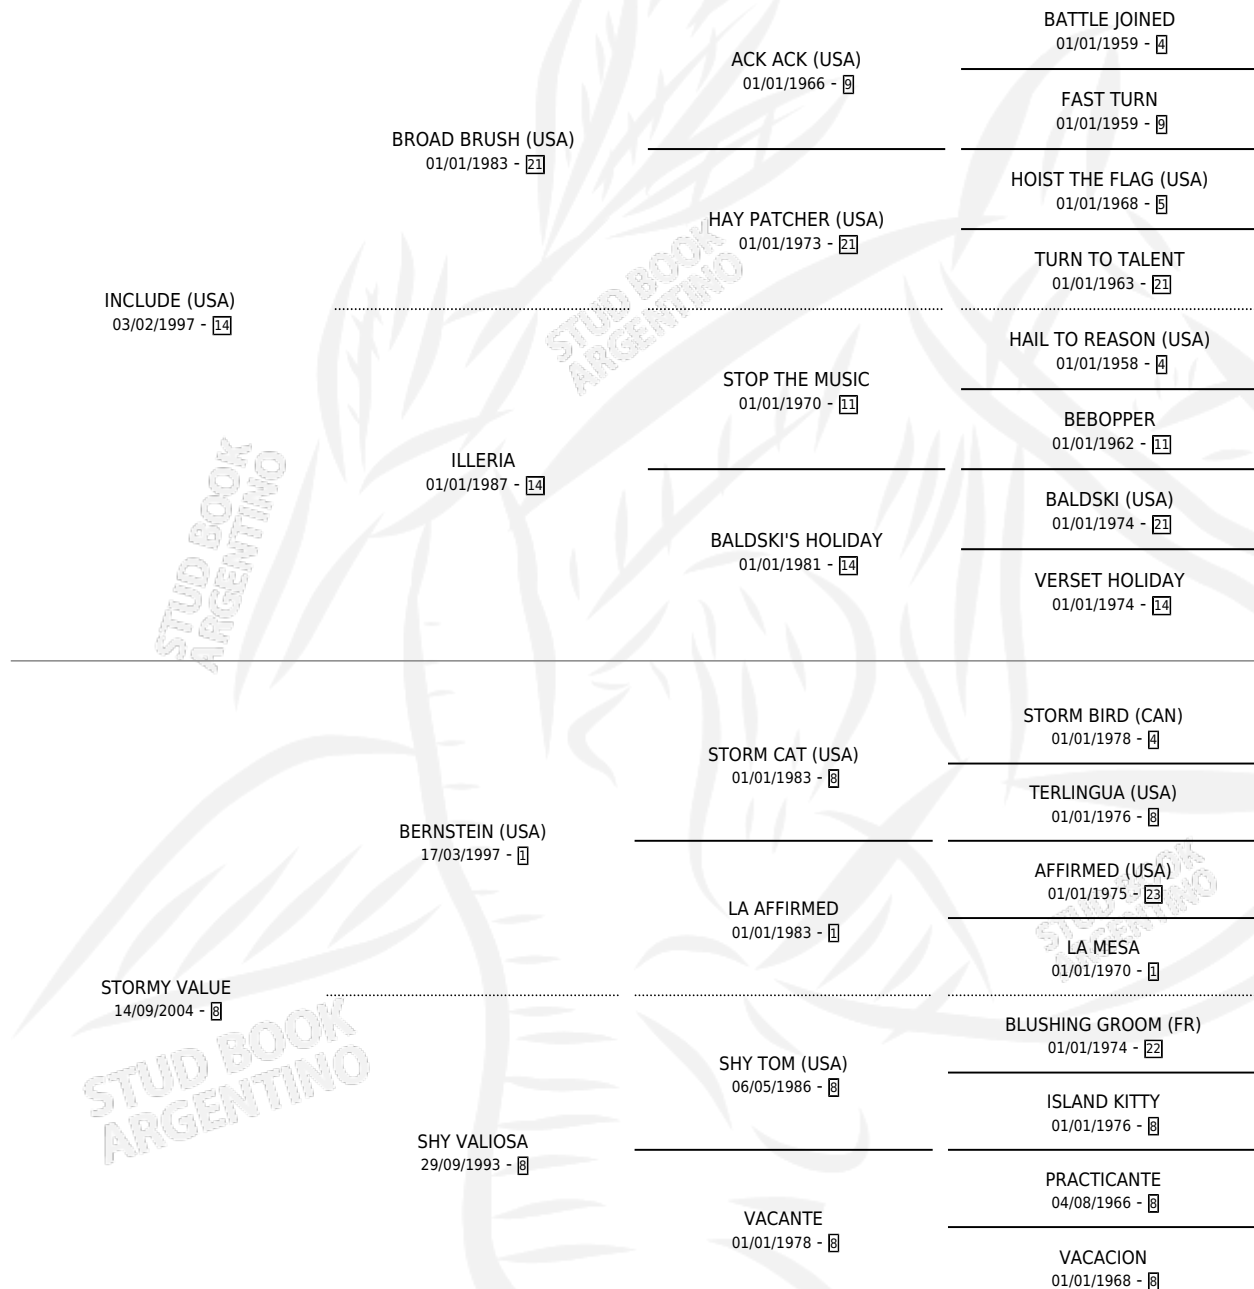 BATTLE JOINED
01/01/1959 - 4
ACK ACK (USA)
01/01/1966 - 9
FAST TURN
01/01/1959 - 9
BROAD BRUSH (USA)
01/01/1983 - 21
HOIST THE FLAG (USA)
01/01/1968 - 5
HAY PATCHER (USA)
01/01/1973 - 21
TURN TO TALENT
01/01/1963 - 21
INCLUDE (USA)
03/02/1997 - 14
HAIL TO REASON (USA)
01/01/1958 - 4
STOP THE MUSIC
01/01/1970 - 11
BEBOPPER
01/01/1962 - 11
ILLERIA
01/01/1987 - 14
BALDSKI (USA)
01/01/1974 - 21
BALDSKI'S HOLIDAY
01/01/1981 - 14
VERSET HOLIDAY
01/01/1974 - 14
STORM BIRD (CAN)
01/01/1978 - 4
STORM CAT (USA)
01/01/1983 - 8
TERLINGUA (USA)
01/01/1976 - 8
BERNSTEIN (USA)
17/03/1997 - 1
AFFIRMED (USA)
01/01/1975 - 23
LA AFFIRMED
01/01/1983 - 1
LA MESA
01/01/1970 - 1
STORMY VALUE
14/09/2004 - 8
BLUSHING GROOM (FR)
01/01/1974 - 22
SHY TOM (USA)
06/05/1986 - 8
ISLAND KITTY
01/01/1976 - 8
SHY VALIOSA
29/09/1993 - 8
PRACTICANTE
04/08/1966 - 8
VACANTE
01/01/1978 - 8
VACACION
01/01/1968 - 8
STUD BOOK
ARGENTINO
STUD BOOK
ARGENTINO
STUD BOOK
ARGENTINO
STUD BOOK
ARGENTINO